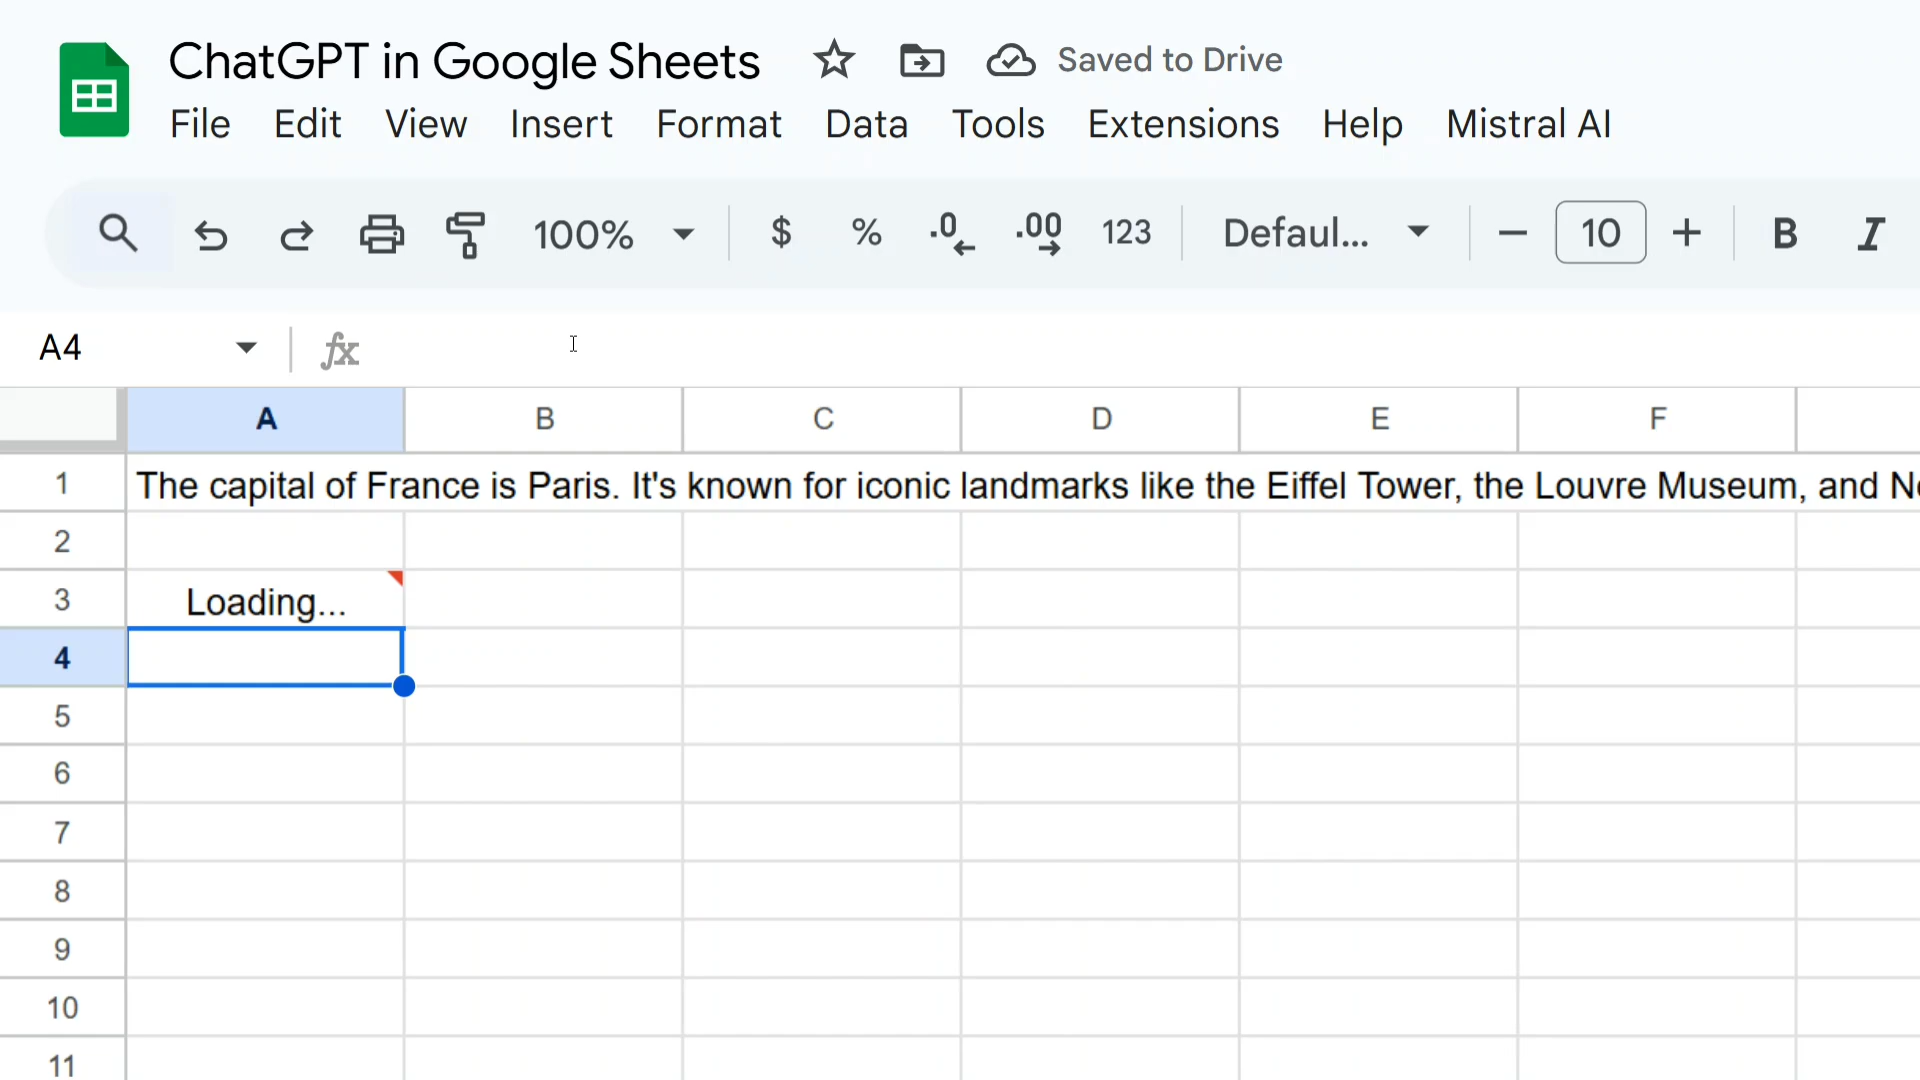 ChatGPT in Google Sheets Saved to Drive
File Edit View Insert Format Data Tools Extensions Help Mistral AI
100% $ % .0 .00 123 Defaul... 10 B I
A4 fx
A B C D E F
1 The capital of France is Paris. It's known for iconic landmarks like the Eiffel Tower, the Louvre Museum, and
2
3 Loading...
4
5
6
7
8
9
10
11